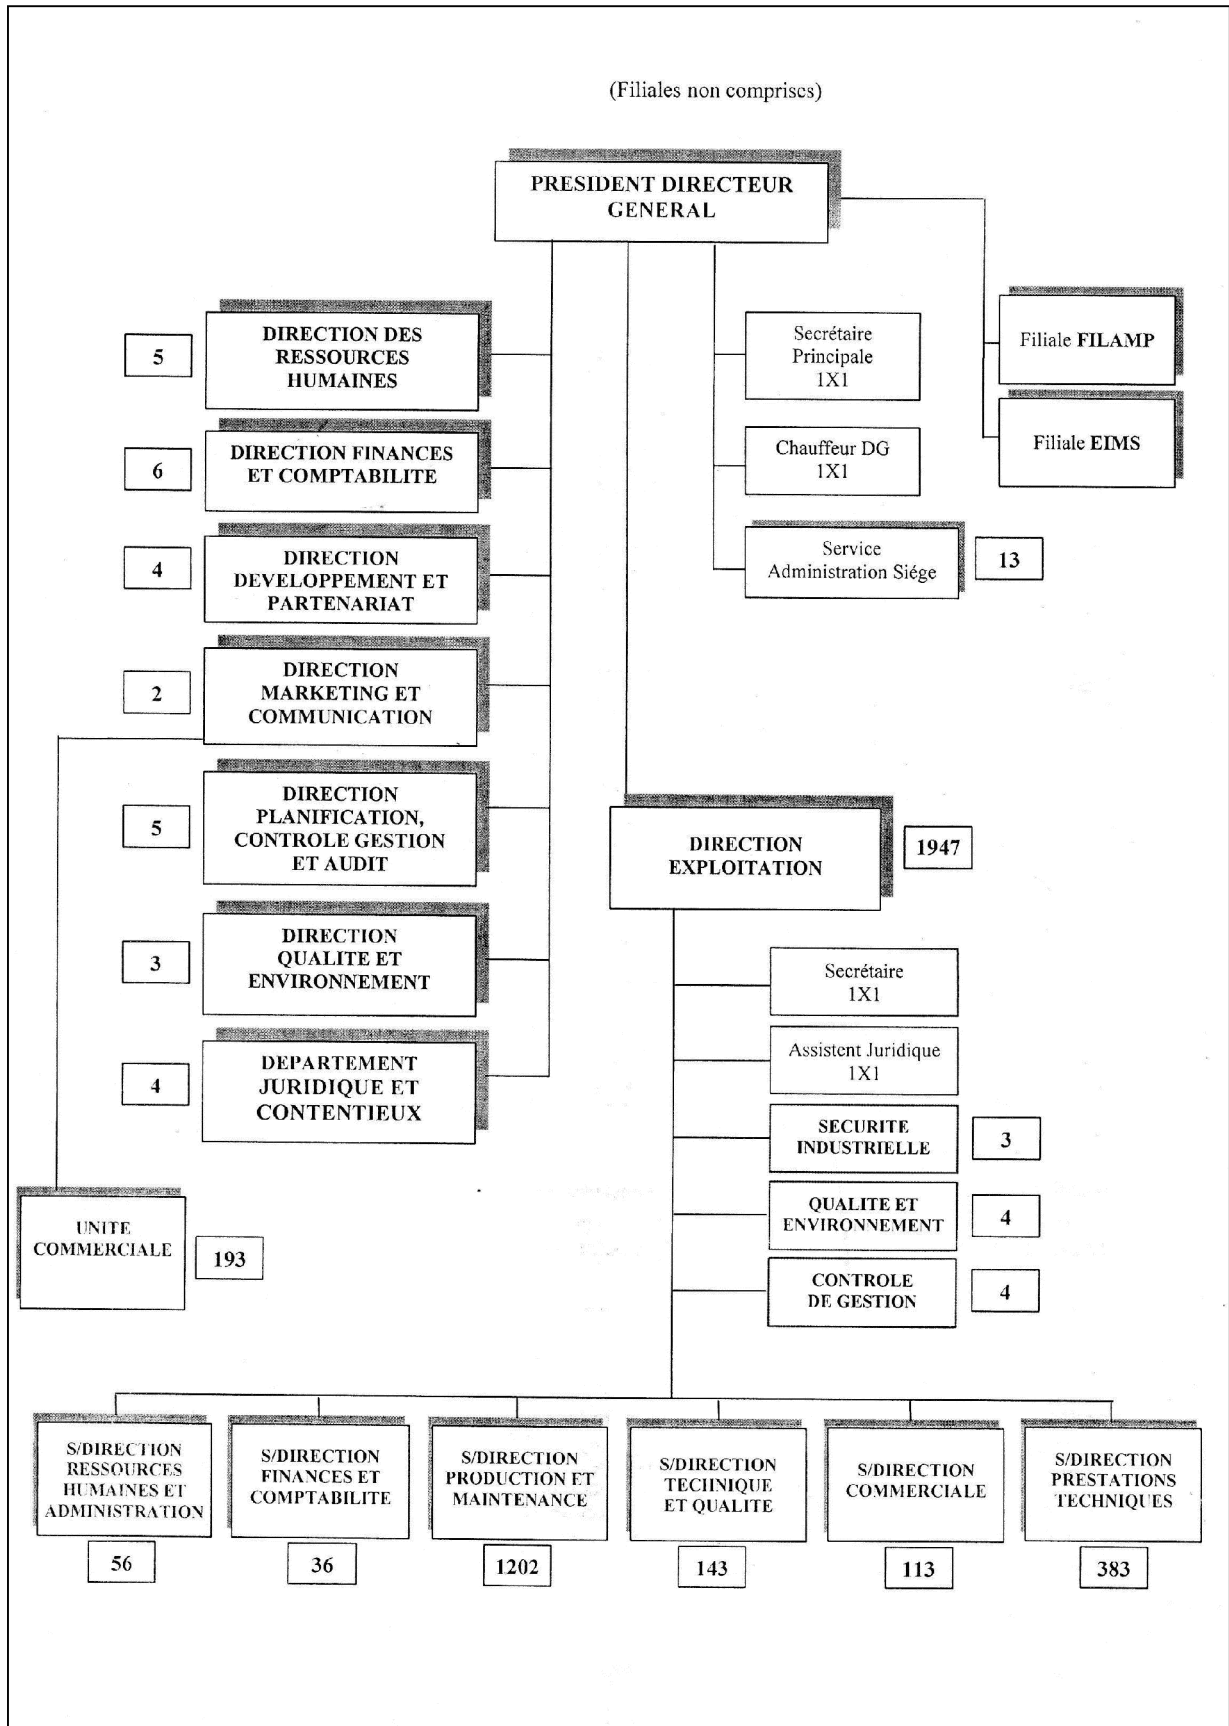 (Filiales non comprises)
PRESIDENT DIRECTEUR
GENERAL
5
DIRECTION DES
RESSOURCES
HUMAINES
6
DIRECTION FINANCES
ET COMPTABILITE
4
DIRECTION
DEVELOPPEMENT ET
PARTENARIAT
2
DIRECTION
MARKETING ET
COMMUNICATION
5
DIRECTION
PLANIFICATION,
CONTROLE GESTION
ET AUDIT
3
DIRECTION
QUALITE ET
ENVIRONNEMENT
4
DEPARTEMENT
JURIDIQUE ET
CONTENTIEUX
UNITE
COMMERCIALE
193
Secrétaire
Principale
1X1
Chauffeur DG
1X1
Service
Administration Siége
13
Filiale FILAMP
Filiale EIMS
DIRECTION
EXPLOITATION
1947
Secrétaire
1X1
Assistent Juridique
1X1
SECURITE
INDUSTRIELLE
3
QUALITE ET
ENVIRONNEMENT
4
CONTROLE
DE GESTION
4
S/DIRECTION
RESSOURCES
HUMAINES ET
ADMINISTRATION
56
S/DIRECTION
FINANCES ET
COMPTABILITE
36
S/DIRECTION
PRODUCTION ET
MAINTENANCE
1202
S/DIRECTION
TECHNIQUE
ET QUALITE
143
S/DIRECTION
COMMERCIALE
113
S/DIRECTION
PRESTATIONS
TECHNIQUES
383